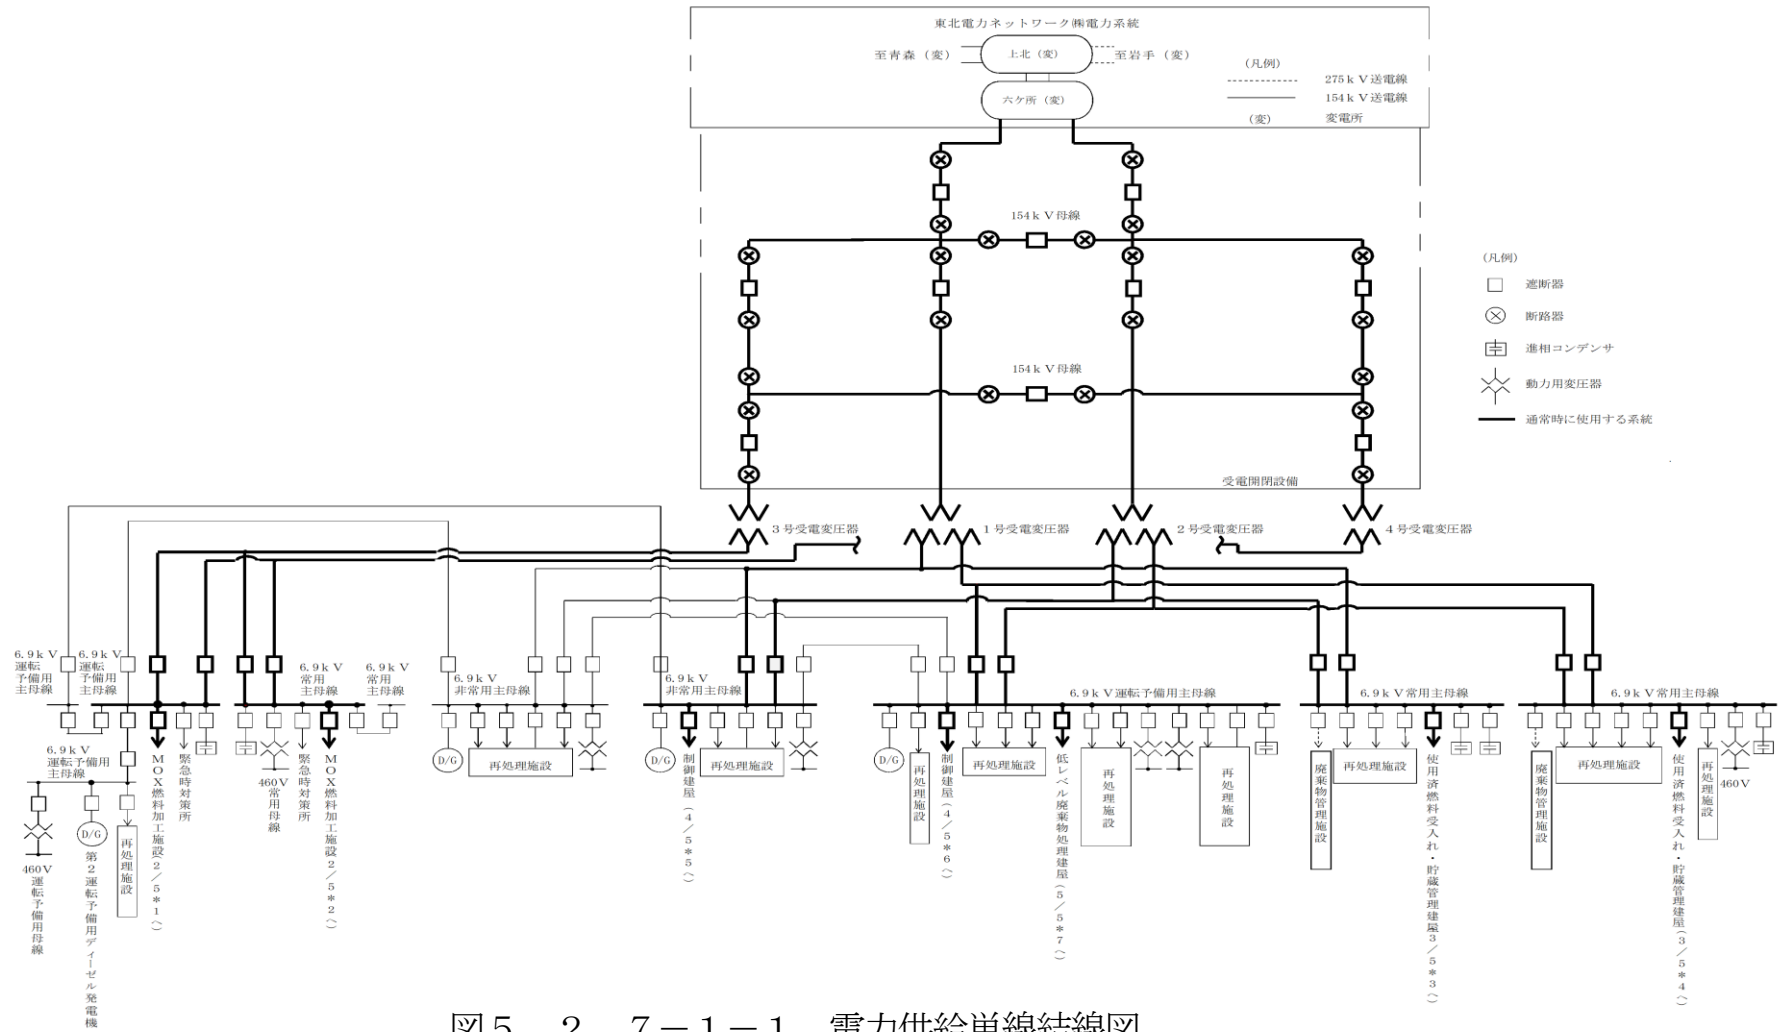 東北電力ネットワーク㈱電力系統
至青森（変）
上北（変）
至岩手（変）
六ケ所（変）
（凡例）
275ｋＶ送電線
154ｋＶ送電線
（変） 変電所
154ｋＶ母線
154ｋＶ母線
受電開閉設備
（凡例）
遮断器
断路器
進相コンデンサ
動力用変圧器
通常時に使用する系統
3号受電変圧器
1号受電変圧器
2号受電変圧器
4号受電変圧器
6.9ｋＶ
運転
予備用
主母線
6.9ｋＶ
運転
予備用
主母線
6.9ｋＶ
常用
主母線
6.9ｋＶ
常用
主母線
6.9ｋＶ
非常用主母線
6.9ｋＶ
非常用主母線
6.9ｋＶ運転予備用主母線
6.9ｋＶ常用主母線
6.9ｋＶ常用主母線
6.9ｋＶ
運転予備用
主母線
460Ｖ運転予備用母線
D/G
第2運転予備用ディーゼル発電機
再処理施設
ＭＯＸ燃料加工施設（2／5＊1へ）
緊急時対策所
460Ｖ常用母線
緊急時対策所
ＭＯＸ燃料加工施設（2／5＊2へ）
D/G
再処理施設
D/G
制御建屋（4／5＊5へ）
再処理施設
D/G
再処理施設
制御建屋（4／5＊6へ）
再処理施設
低レベル廃棄物処理建屋（5／5＊7へ）
再処理施設
再処理施設
廃棄物管理施設
再処理施設
使用済燃料受入れ・貯蔵管理建屋（3／5＊3へ）
廃棄物管理施設
再処理施設
使用済燃料受入れ・貯蔵管理建屋（3／5＊4へ）
再処理施設
460Ｖ
図５．２．７－１－１ 電力供給単線結線図